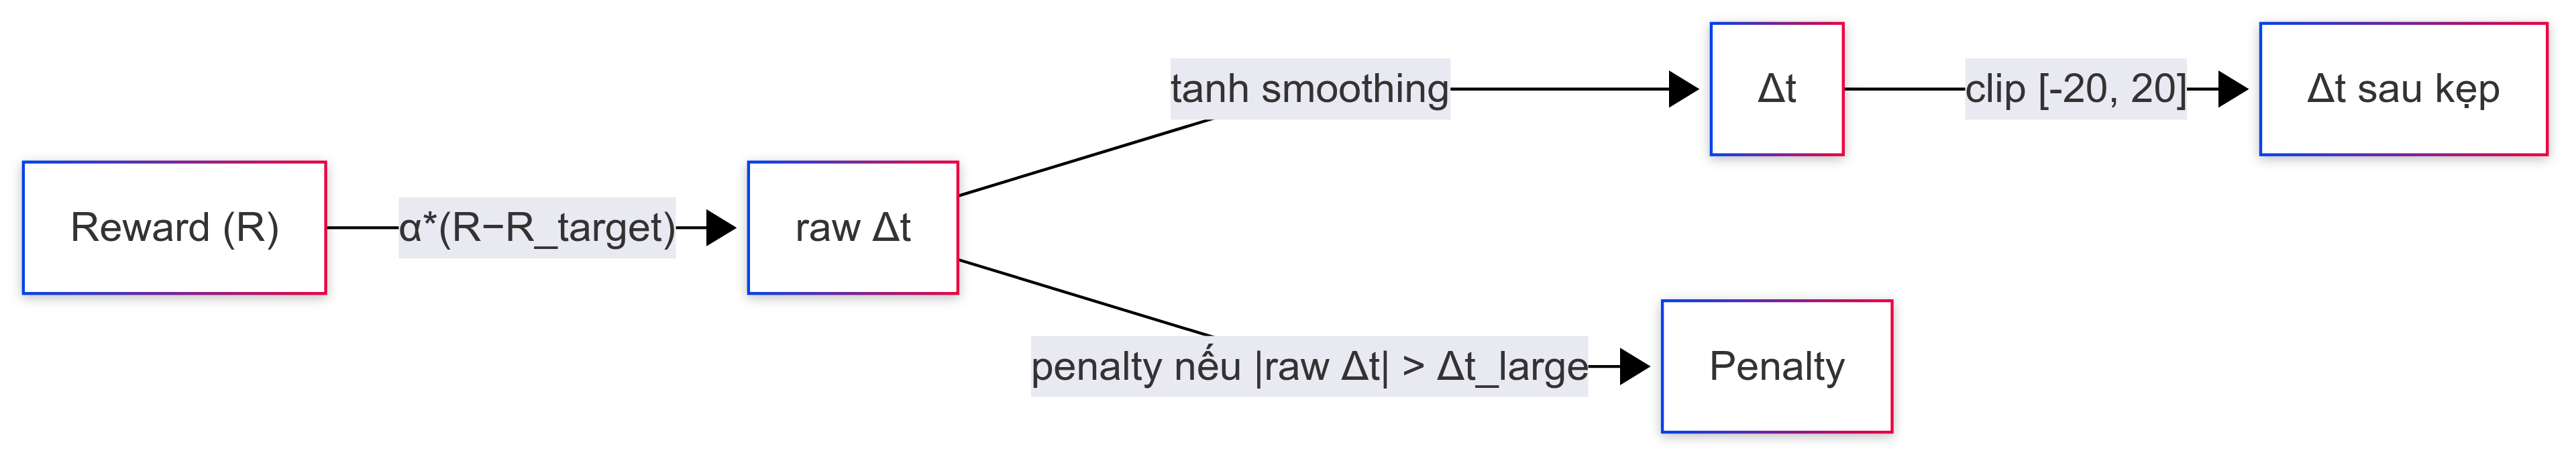 Reward (R)
α*(R−R_target)
raw Δt
tanh smoothing
Δt
clip [-20, 20]
Δt sau kẹp
penalty nếu |raw Δt| > Δt_large
Penalty